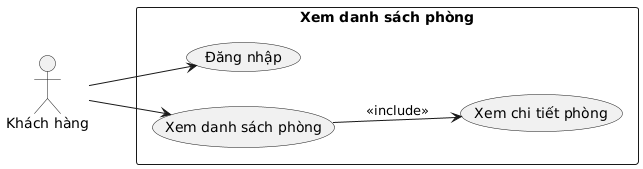 Xem danh sách phòng
Đăng nhập
Khách hàng
Xem danh sách phòng
«include»
Xem chi tiết phòng